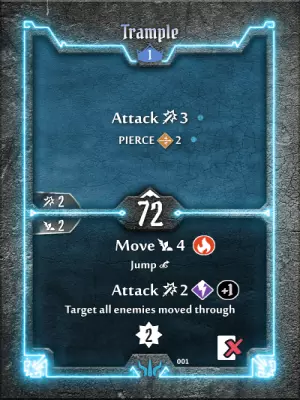 Trample
1
Attack 3
PIERCE 2
2
72
2
Move 4
Jump
Attack 2 +1
Target all enemies moved through
2
001